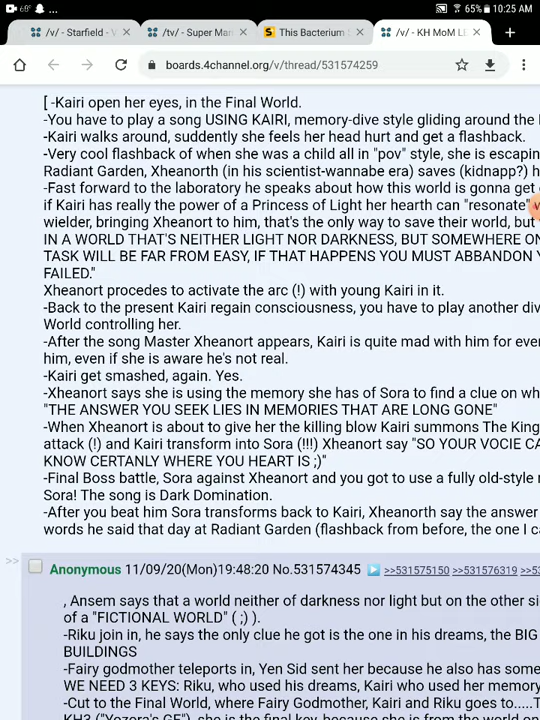 68° 65% 10:25 AM
/v/ - Starfield - /tv/ - Super Mar This Bacterium /v/ - KH MoM L
boards.4channel.org/v/thread/531574259
[ -Kairi open her eyes, in the Final World.
-You have to play a song USING KAIRI, memory-dive style gliding around the
-Kairi walks around, suddenly she feels her head hurt and get a flashback.
-Very cool flashback of when she was a child all in "pov" style, she is escapin
Radiant Garden, Xheanorth (in his scientist-wannabe era) saves (kidnapp?) h
-Fast forward to the laboratory he speaks about how this world is gonna get
if Kairi has really the power of a Princess of Light her hearth can "resonate"
wielder, bringing Xheanort to him, that's the only way to save their world, but
IN A WORLD THAT'S NEITHER LIGHT NOR DARKNESS, BUT SOMEWHERE
TASK WILL BE FAR FROM EASY, IF THAT HAPPENS YOU MUST ABBANDON
FAILED."
Xheanort procedes to activate the arc (!) with young Kairi in it.
-Back to the present Kairi regain consciousness, you have to play another div
World controlling her.
-After the song Master Xheanort appears, Kairi is quite mad with him for eve
him, even if she is aware he's not real.
-Kairi get smashed, again. Yes.
-Xheanort says she is using the memory she has of Sora to find a clue on wh
"THE ANSWER YOU SEEK LIES IN MEMORIES THAT ARE LONG GONE"
-When Xheanort is about to give her the killing blow Kairi summons The King
attack (!) and Kairi transform into Sora (!!!) Xheanort say "SO YOUR VOCIE CA
KNOW CERTANLY WHERE YOU HEART IS ;)"
-Final Boss battle, Sora against Xheanort and you got to use a fully old-style
Sora! The song is Dark Domination.
-After you beat him Sora transforms back to Kairi, Xheanorth say the answer
words he said that day at Radiant Garden (flashback from before, the one I c
>> Anonymous 11/09/20(Mon)19:48:20 No.531574345 >>531575150 >>531576319 >>53
, Ansem says that a world neither of darkness nor light but on the other si
of a "FICTIONAL WORLD" ( ;) ).
-Riku join in, he says the only clue he got is the one in his dreams, the BIG
BUILDINGS
-Fairy godmother teleports in, Yen Sid sent her because he also has some
WE NEED 3 KEYS: Riku, who used his dreams, Kairi who used her memory
-Cut to the Final World, where Fairy Godmother, Kairi and Riku goes to.....T
KH3 ("Yozora's GF"), she is the final key, because she is from the world on